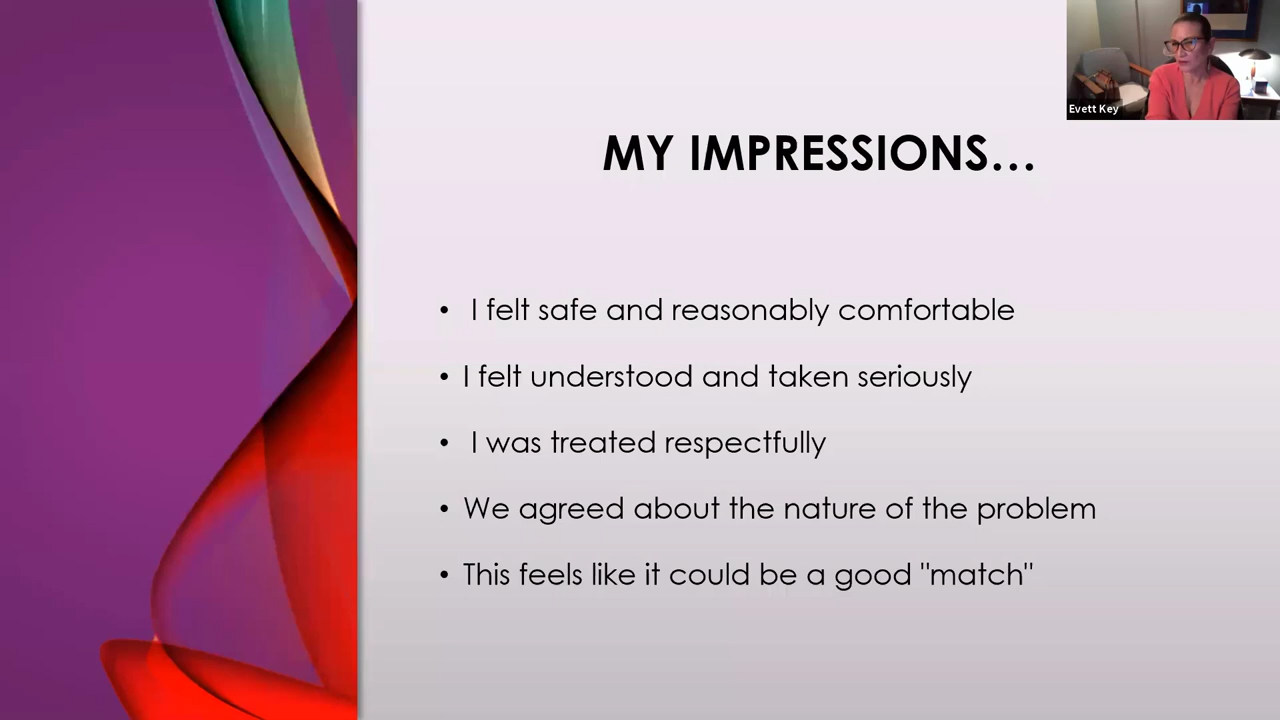 Evett Key
MY IMPRESSIONS...
• I felt safe and reasonably comfortable
• I felt understood and taken seriously
• I was treated respectfully
• We agreed about the nature of the problem
• This feels like it could be a good "match"